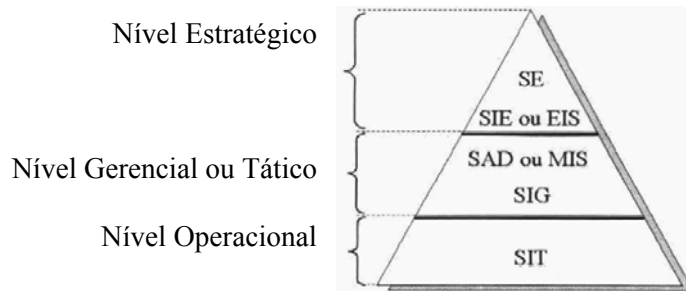 Nível Estratégico
SE
SIE ou EIS
Nível Gerencial ou Tático
SAD ou MIS
SIG
Nível Operacional
SIT